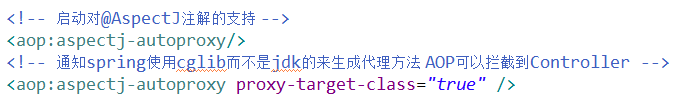 <!-- 启动对@AspectJ注解的支持 -->
<aop:aspectj-autoproxy/>
<!-- 通知spring使用cglib而不是jdk的来生成代理方法 AOP可以拦截到Controller -->
<aop:aspectj-autoproxy proxy-target-class="true" />